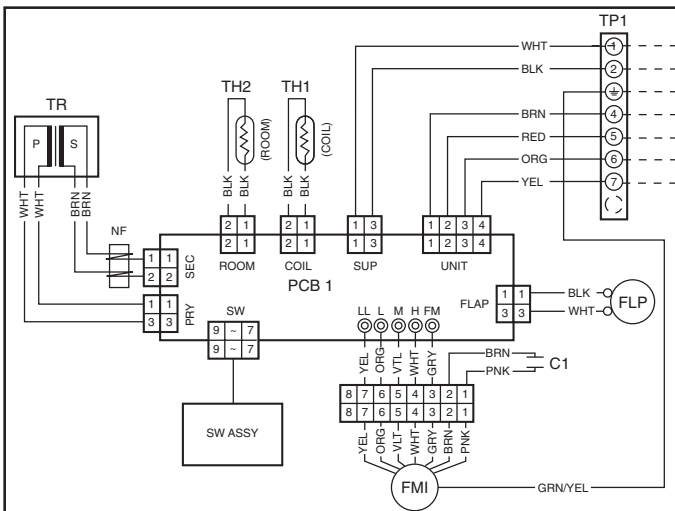 TP1
WHT 1
BLK 2
TH2 TH1
TR
(ROOM) (COIL)
P S
BRN 4
RED 5
ORG 6
YEL 7
BLK BLK BLK BLK
WHT WHT BRN BRN
NF
2 1 2 1 1 3 1 2 3 4
2 1 2 1 1 3 1 2 3 4
ROOM COIL SUP UNIT
PCB 1
1 1
2 2
SEC
1 1
3 3
PRY
SW
9 ~ 7
9 ~ 7
SW ASSY
FLAP
1 1
3 3
BLK
WHT
FLP
LL L M H FM
YEL ORG VTL WHT GRY
BRN
PNK
C1
8 7 6 5 4 3 2 1
8 7 6 5 4 3 2 1
YEL ORG VLT WHT GRY BRN PNK
FMI
GRN/YEL